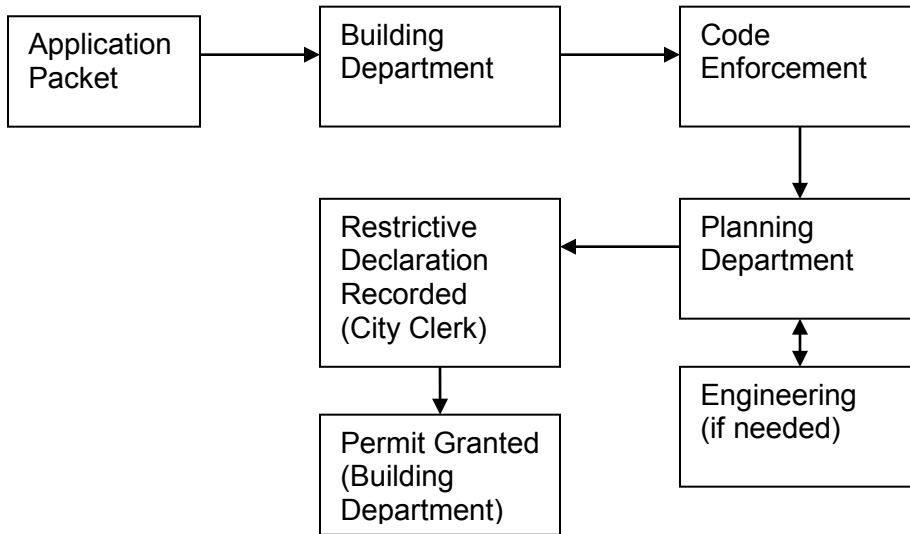 Application
Packet
Building
Department
Code
Enforcement
Restrictive
Declaration
Recorded
(City Clerk)
Planning
Department
Permit Granted
(Building
Department)
Engineering
(if needed)